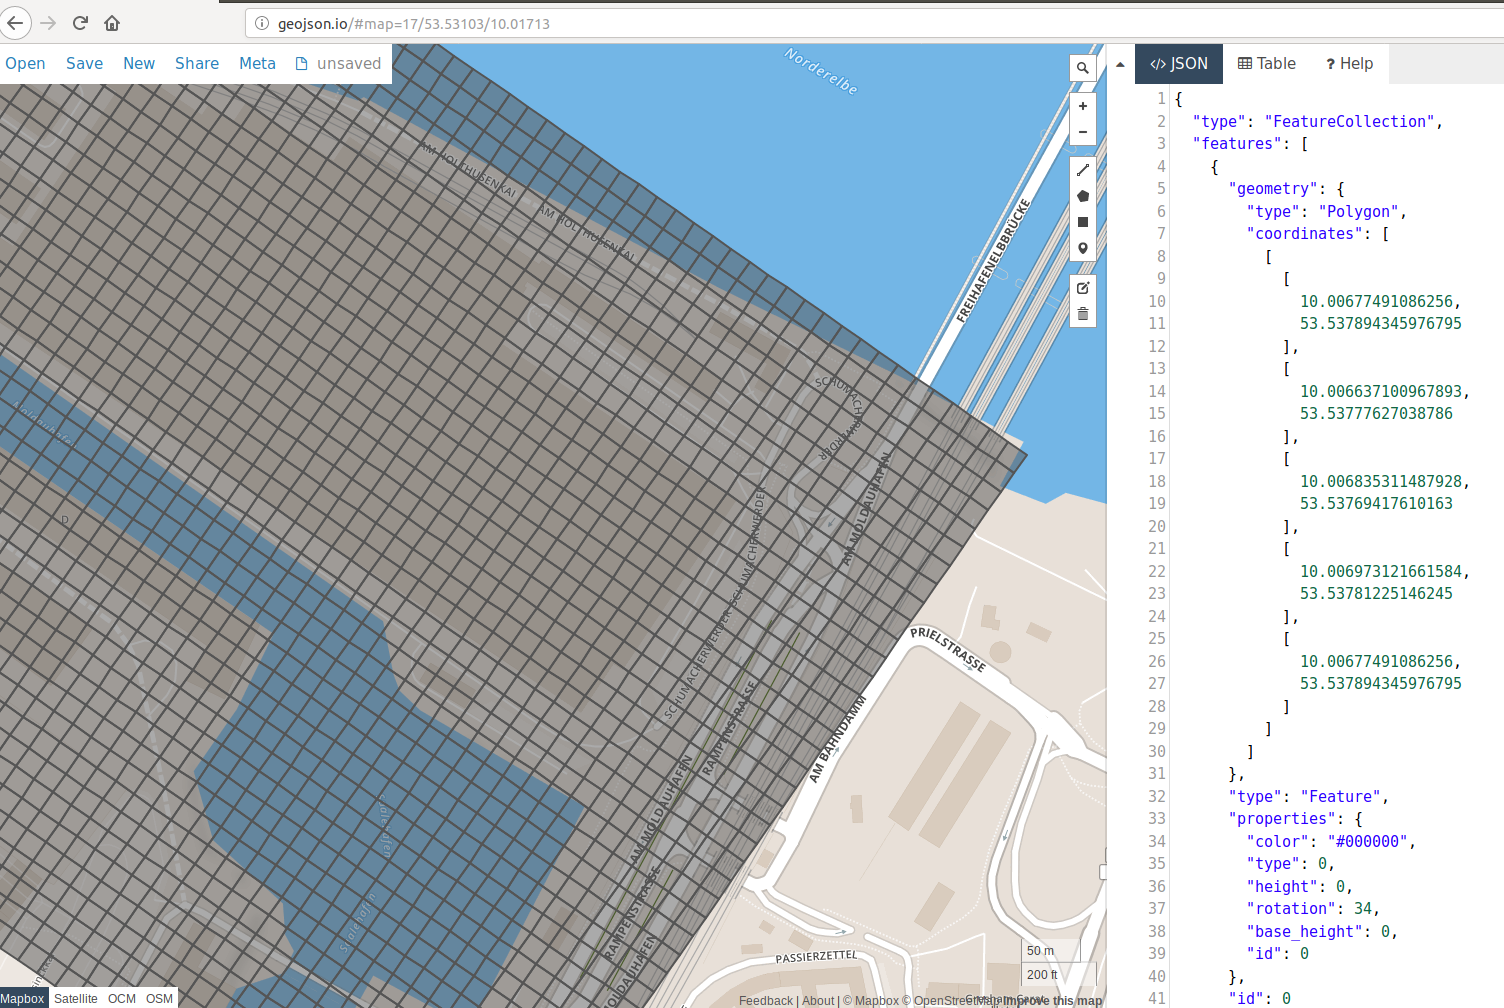 geojson.io/#map=17/53.53103/10.01713
Open Save New Share Meta unsaved
</> JSON Table ? Help
Norderelbe
AM HOLTHUSENKAI
AM HOLTHUSENKAI
FREIHAFENELBBRÜCKE
SCHUMACHERWERDER
AM MOLDAUHAFEN
SCHUMACHERWERDER
SCHUMACHERWERDER
Moldauhafen
D
PRIELSTRASSE
RAMPENSTRASSE
AM BAHNDAMM
AM MOLDAUHAFEN
RAMPENSTRASSE
MOLDAUHAFEN
PASSIERZETTEL
+
−
50 m
200 ft
Mapbox Satellite OCM OSM
Feedback | About | © Mapbox © OpenStreetMap Improve this map
1 {
2 "type": "FeatureCollection",
3 "features": [
4 {
5 "geometry": {
6 "type": "Polygon",
7 "coordinates": [
8 [
9 [
10 10.00677491086256,
11 53.537894345976795
12 ],
13 [
14 10.006637100967893,
15 53.53777627038786
16 ],
17 [
18 10.006835311487928,
19 53.53769417610163
20 ],
21 [
22 10.006973121661584,
23 53.53781225146245
24 ],
25 [
26 10.00677491086256,
27 53.537894345976795
28 ]
29 ]
30 ]
31 },
32 "type": "Feature",
33 "properties": {
34 "color": "#000000",
35 "type": 0,
36 "height": 0,
37 "rotation": 34,
38 "base_height": 0,
39 "id": 0
40 },
41 "id": 0